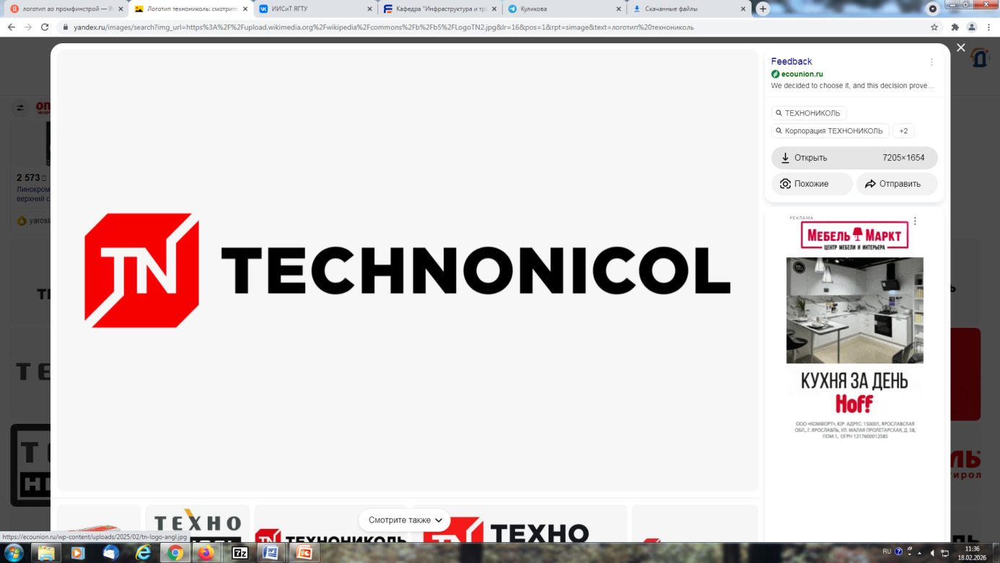 логотип ао промфинстрой — Ян
Логотип технониколь: смотрите
ИИСиТ ЯГТУ
Кафедра "Инфраструктура и тра
Куликова
Скачанные файлы
yandex.ru/images/search?img_url=https%3A%2F%2Fupload.wikimedia.org%2Fwikipedia%2Fcommons%2Fb%2Fb5%2FLogoTN2.jpg&lr=16&pos=1&rpt=simage&text=логотип%20технониколь
Feedback
ecounion.ru
We decided to choose it, and this decision prove...
ТЕХНОНИКОЛЬ
Корпорация ТЕХНОНИКОЛЬ
+2
Открыть 7205×1654
Похожие
Отправить
2 573
Линокром
верхний с
yarosla
TN TECHNONICOL
РЕКЛАМА
МЕБЕЛЬ МАРКТ
ЦЕНТР МЕБЕЛИ И ИНТЕРЬЕРА
КУХНЯ ЗА ДЕНЬ
Hoff
ООО «КОМФОРТ», ЮР. АДРЕС: 150001, ЯРОСЛАВСКАЯ
ОБЛ., Г. ЯРОСЛАВЛЬ, УЛ. МАЛАЯ ПРОЛЕТАРСКАЯ, Д. 38,
ПОМ.1, ОГРН 1217600012585
Смотрите также
ТЕХНО
ТЕХНОНИКОЛЬ
ТЕХНО
https://ecounion.ru/wp-content/uploads/2025/02/tn-logo-angl.jpg
RU
11:36
18.02.2026